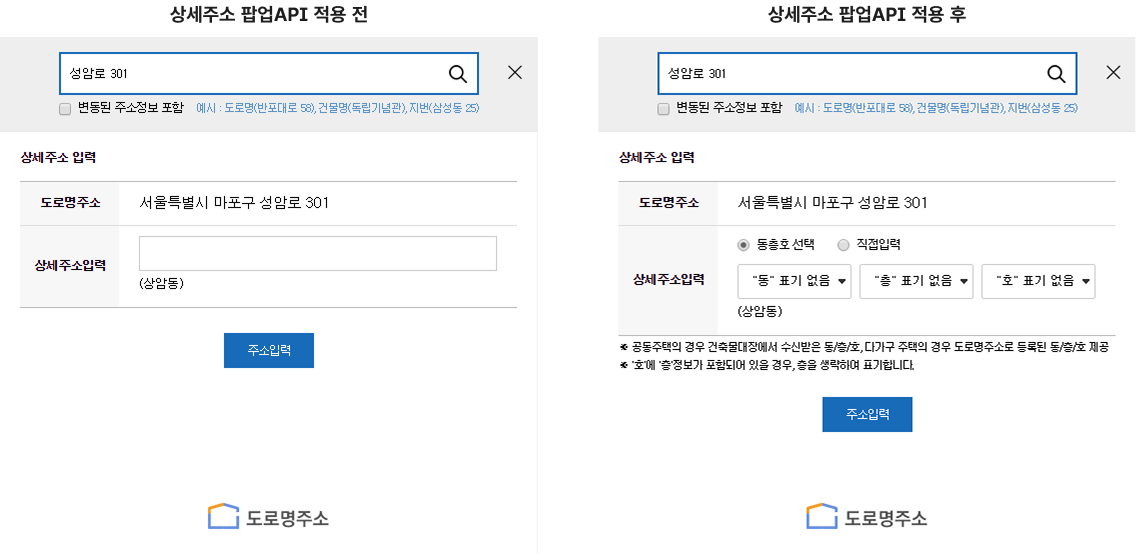 상세주소 팝업API 적용 전
성암로 301
변동된 주소정보 포함 예시 : 도로명(반포대로 58), 건물명(독립기념관), 지번(삼성동 25)
상세주소 입력
도로명주소 서울특별시 마포구 성암로 301
상세주소입력
(상암동)
주소입력
도로명주소
상세주소 팝업API 적용 후
성암로 301
변동된 주소정보 포함 예시 : 도로명(반포대로 58), 건물명(독립기념관), 지번(삼성동 25)
상세주소 입력
도로명주소 서울특별시 마포구 성암로 301
동층호 선택 직접입력
상세주소입력 "동" 표기 없음 "층" 표기 없음 "호" 표기 없음
(상암동)
※ 공동주택의 경우 건축물대장에서 수신받은 동/층/호, 다가구 주택의 경우 도로명주소로 등록된 동/층/호 제공
※ '호'에 '층'정보가 포함되어 있을 경우, 층을 생략하여 표기합니다.
주소입력
도로명주소